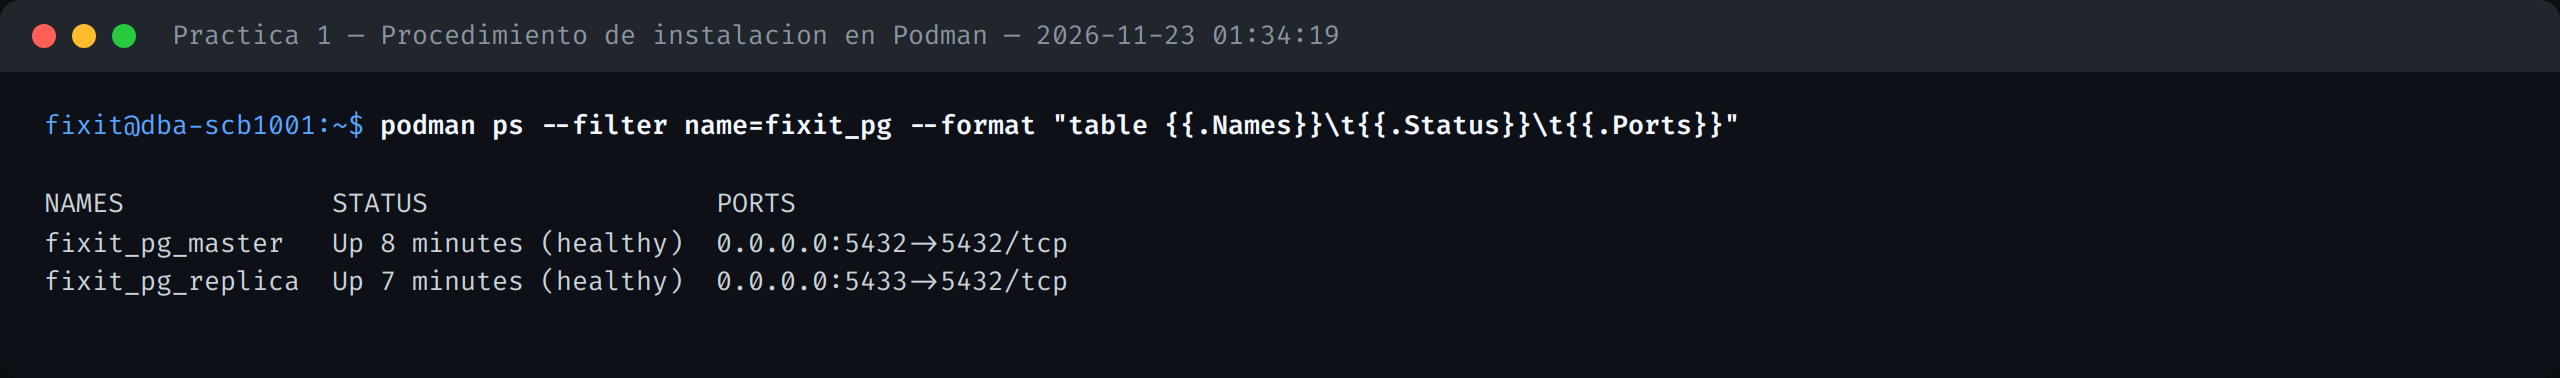 Practica 1 — Procedimiento de instalacion en Podman — 2026-11-23 01:34:19
fixit@dba-scb1001:~$ podman ps --filter name=fixit_pg --format "table {{.Names}}\t{{.Status}}\t{{.Ports}}"
NAMES STATUS PORTS
fixit_pg_master Up 8 minutes (healthy) 0.0.0.0:5432->5432/tcp
fixit_pg_replica Up 7 minutes (healthy) 0.0.0.0:5433->5432/tcp